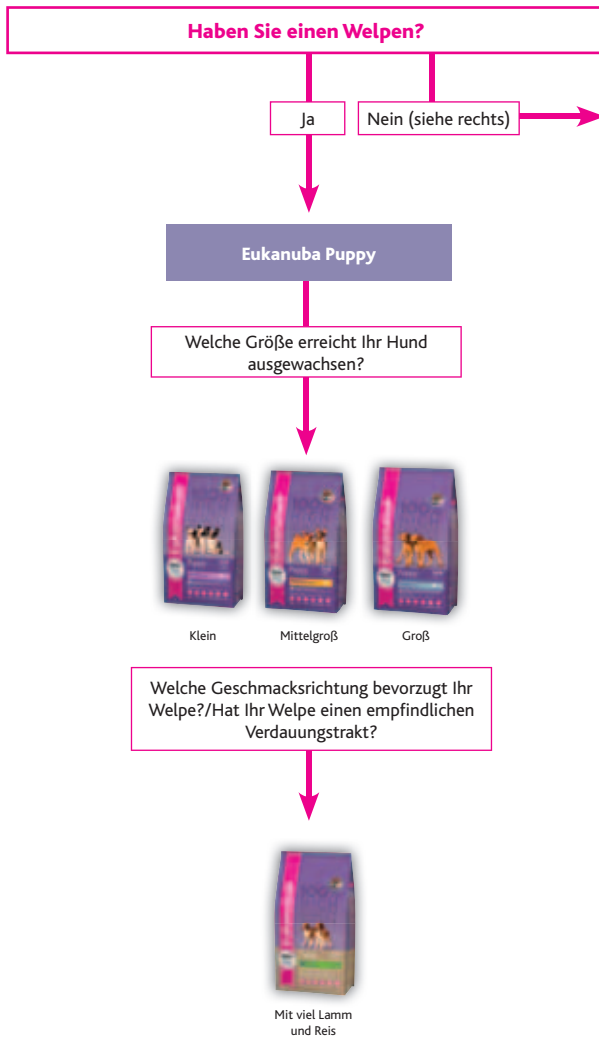 Haben Sie einen Welpen?
Ja
Nein (siehe rechts)
Eukanuba Puppy
Welche Größe erreicht Ihr Hund
ausgewachsen?
Klein
Mittelgroß
Groß
Welche Geschmacksrichtung bevorzugt Ihr
Welpe?/Hat Ihr Welpe einen empfindlichen
Verdauungstrakt?
Mit viel Lamm
und Reis